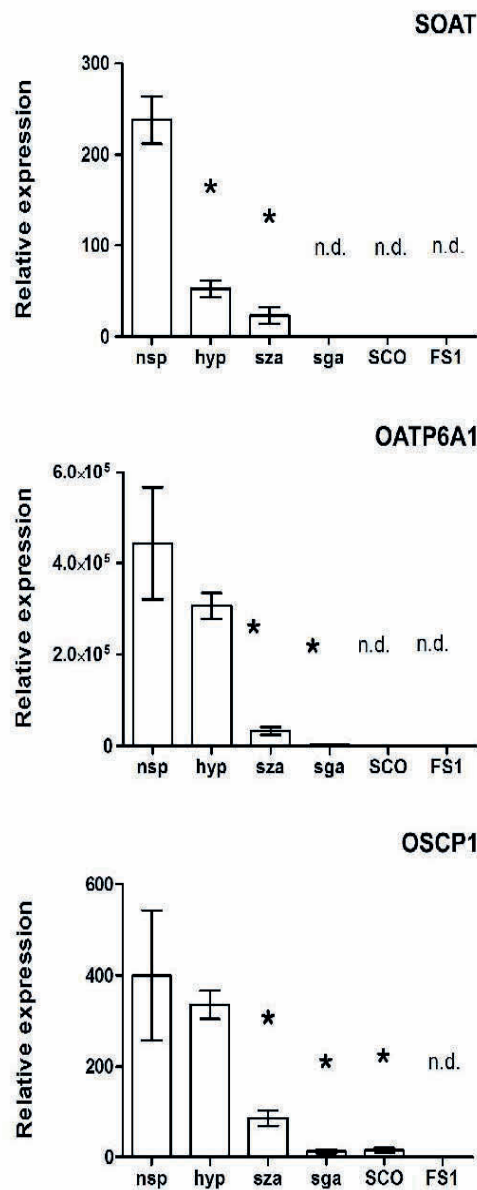 SOAT
Relative expression
300
200
100
0
* * n.d. n.d. n.d.
nsp hyp sza sga SCO FS1
OATP6A1
Relative expression
6.0×10⁵
4.0×10⁵
2.0×10⁵
0
* * n.d. n.d.
nsp hyp sza sga SCO FS1
OSCP1
Relative expression
600
400
200
0
* * * n.d.
nsp hyp sza sga SCO FS1